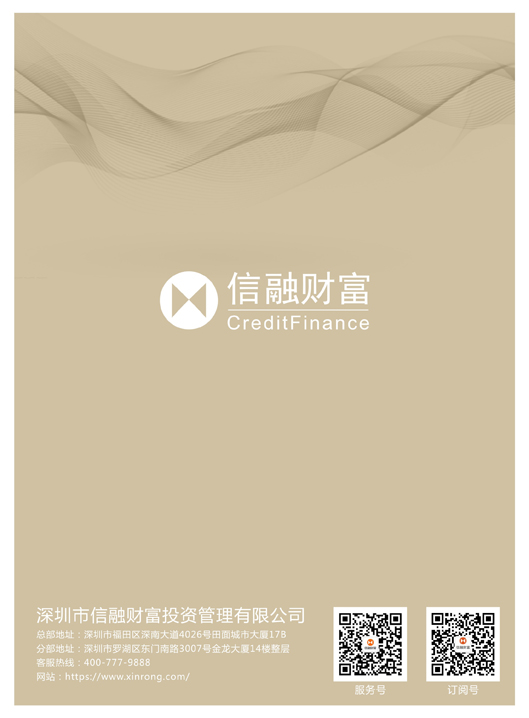 信融财富
CreditFinance
深圳市信融财富投资管理有限公司
总部地址：深圳市福田区深南大道4026号田面城市大厦17B
分部地址：深圳市罗湖区东门南路3007号金龙大厦14楼整层
客服热线：400-777-9888
网站：https://www.xinrong.com/
服务号
订阅号